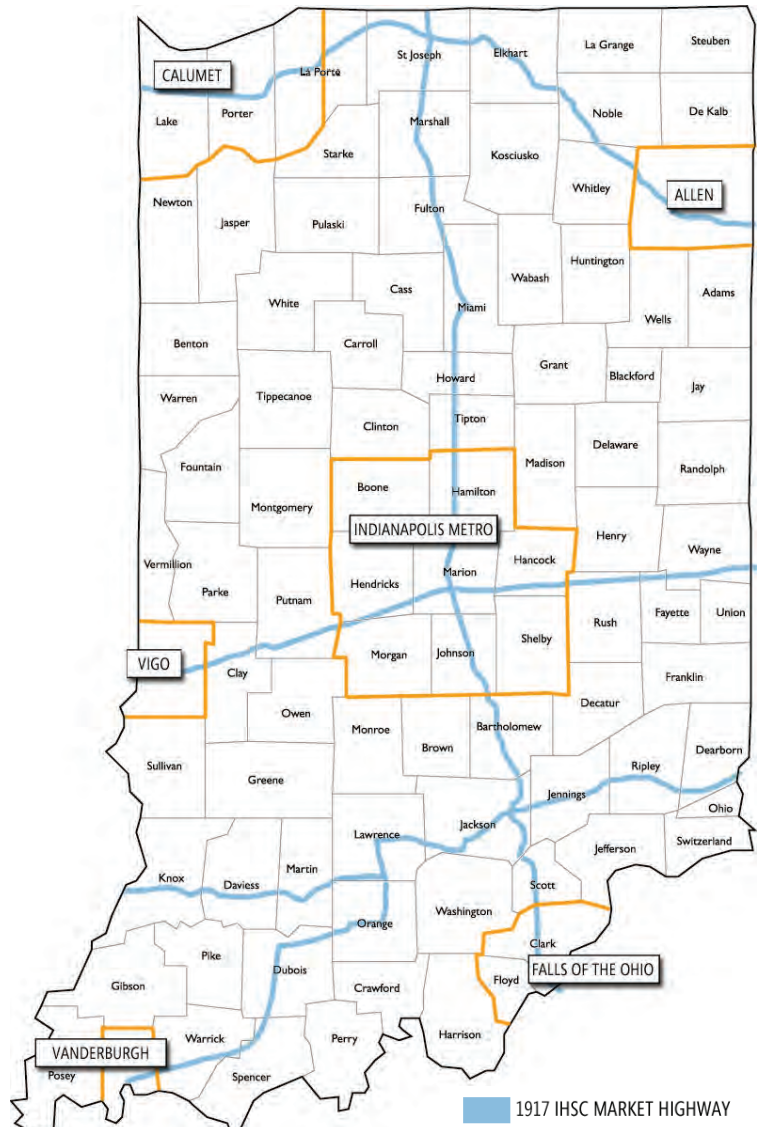 La Porte
St Joseph
Elkhart
La Grange
Steuben
CALUMET
Lake
Porter
Marshall
Noble
De Kalb
Starke
Kosciusko
Whitley
ALLEN
Newton
Jasper
Pulaski
Fulton
Huntington
White
Cass
Miami
Wabash
Wells
Adams
Benton
Carroll
Grant
Blackford
Jay
Warren
Tippecanoe
Howard
Clinton
Tipton
Madison
Delaware
Randolph
Fountain
Boone
Hamilton
Montgomery
INDIANAPOLIS METRO
Henry
Wayne
Vermillion
Parke
Putnam
Hendricks
Marion
Hancock
Rush
Fayette
Union
VIGO
Clay
Morgan
Johnson
Shelby
Franklin
Owen
Decatur
Monroe
Brown
Bartholomew
Sullivan
Greene
Jennings
Ripley
Dearborn
Ohio
Lawrence
Jackson
Jefferson
Switzerland
Knox
Daviess
Martin
Scott
Washington
Orange
Clark
Pike
Dubois
Gibson
Crawford
Floyd
FALLS OF THE OHIO
Harrison
VANDERBURGH
Warrick
Perry
Posey
Spencer
1917 IHSC MARKET HIGHWAY